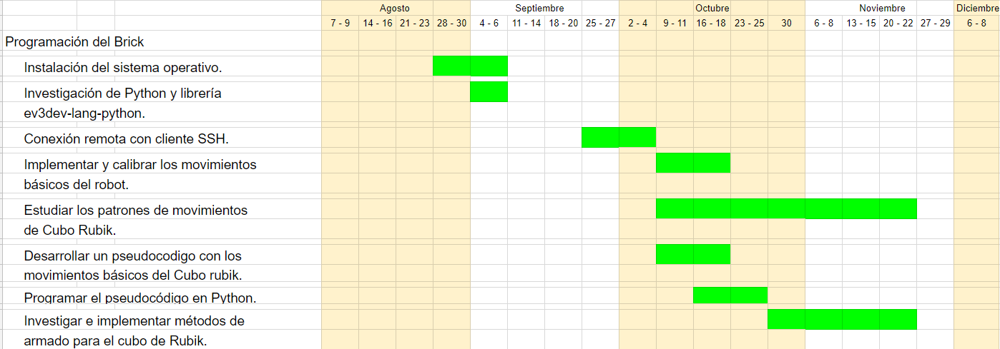 Agosto Septiembre Octubre Noviembre Diciembre
7 - 9 14 - 16 21 - 23 28 - 30 4 - 6 11 - 14 18 - 20 25 - 27 2 - 4 9 - 11 16 - 18 23 - 25 30 6 - 8 13 - 15 20 - 22 27 - 29 6 - 8
Programación del Brick
Instalación del sistema operativo.
Investigación de Python y librería
ev3dev-lang-python.
Conexión remota con cliente SSH.
Implementar y calibrar los movimientos
básicos del robot.
Estudiar los patrones de movimientos
de Cubo Rubik.
Desarrollar un pseudocodigo con los
movimientos básicos del Cubo rubik.
Programar el pseudocódigo en Python.
Investigar e implementar métodos de
armado para el cubo de Rubik.